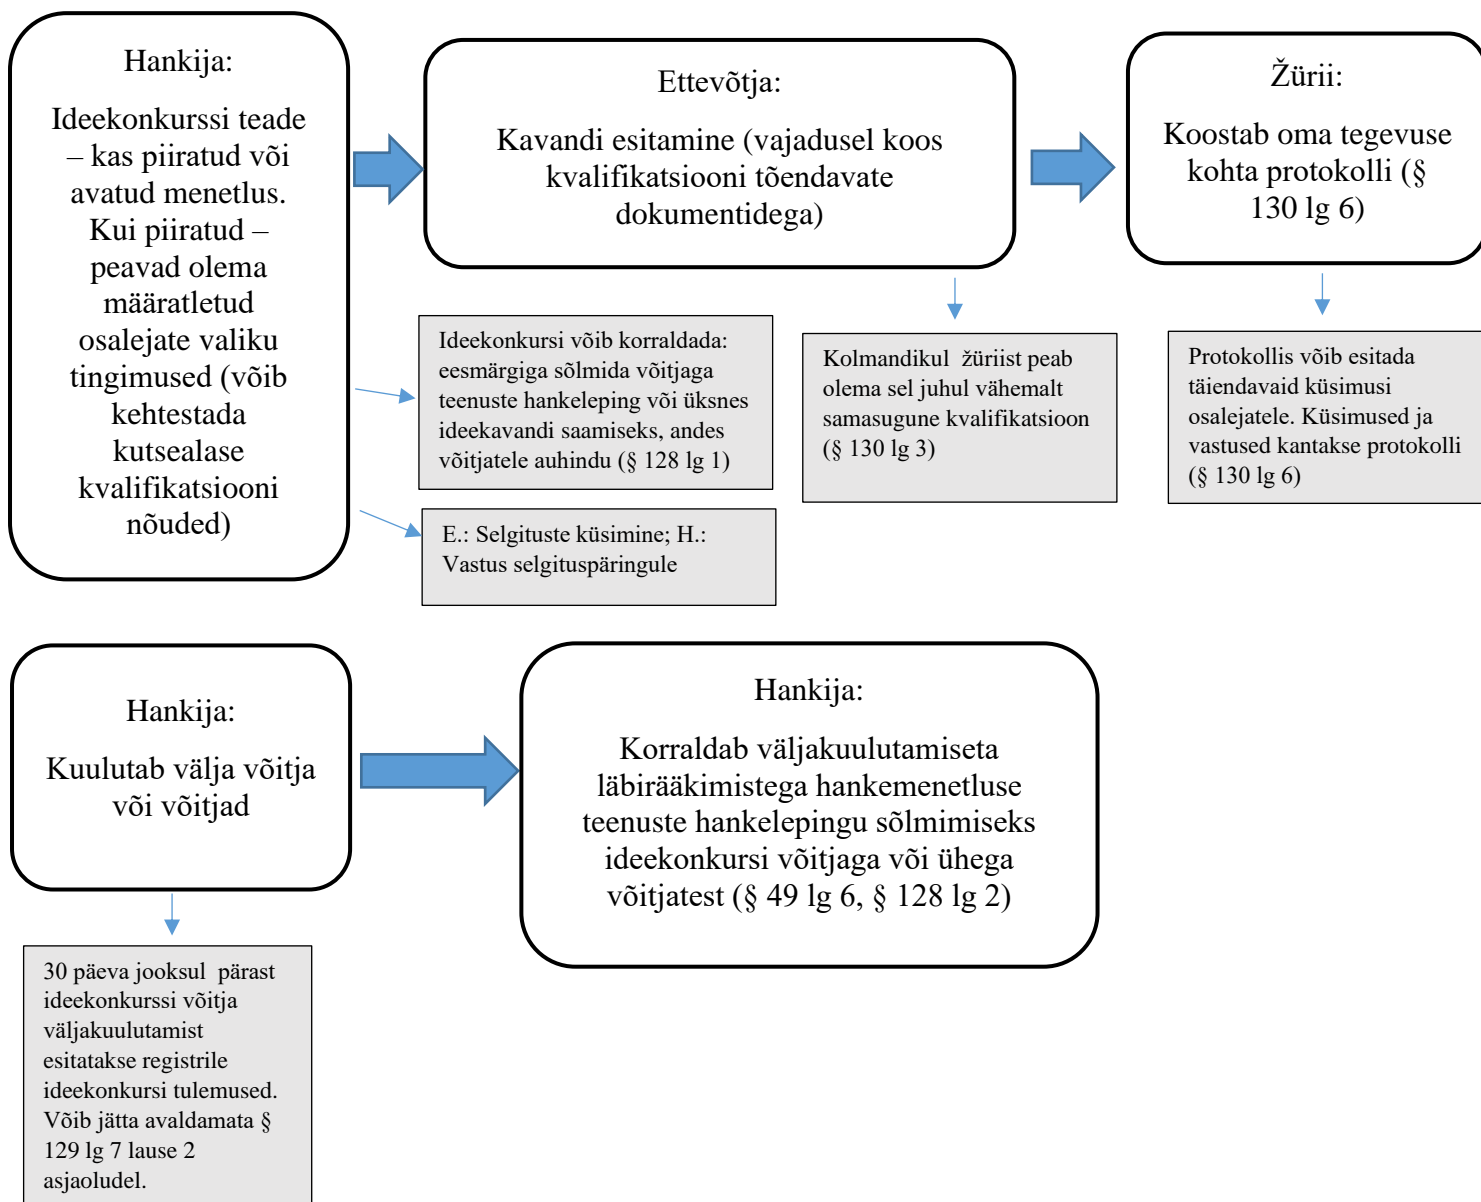 Hankija:
Ideekonkurssi teade
– kas piiratud või
avatud menetlus.
Kui piiratud –
peavad olema
määratletud
osalejate valiku
tingimused (võib
kehtestada
kutsealase
kvalifikatsiooni
nõuded)
Ettevõtja:
Kavandi esitamine (vajadusel koos
kvalifikatsiooni tõendavate
dokumentidega)
Žürii:
Koostab oma tegevuse
kohta protokolli (§
130 lg 6)
Ideekonkursi võib korraldada:
eesmärgiga sõlmida võitjaga
teenuste hankeleping või üksnes
ideekavandi saamiseks, andes
võitjatele auhindu (§ 128 lg 1)
Kolmandikul žüriist peab
olema sel juhul vähemalt
samasugune kvalifikatsioon
(§ 130 lg 3)
Protokollis võib esitada
täiendavaid küsimusi
osalejatele. Küsimused ja
vastused kantakse protokolli
(§ 130 lg 6)
E.: Selgituste küsimine; H.:
Vastus selgituspäringule
Hankija:
Kuulutab välja võitja
või võitjad
Hankija:
Korraldab väljakuulutamiseta
läbirääkimistega hankemenetluse
teenuste hankelepingu sõlmimiseks
ideekonkursi võitjaga või ühega
võitjatest (§ 49 lg 6, § 128 lg 2)
30 päeva jooksul pärast
ideekonkurssi võitja
väljakuulutamist
esitatakse registrile
ideekonkursi tulemused.
Võib jätta avaldamata §
129 lg 7 lause 2
asjaoludel.